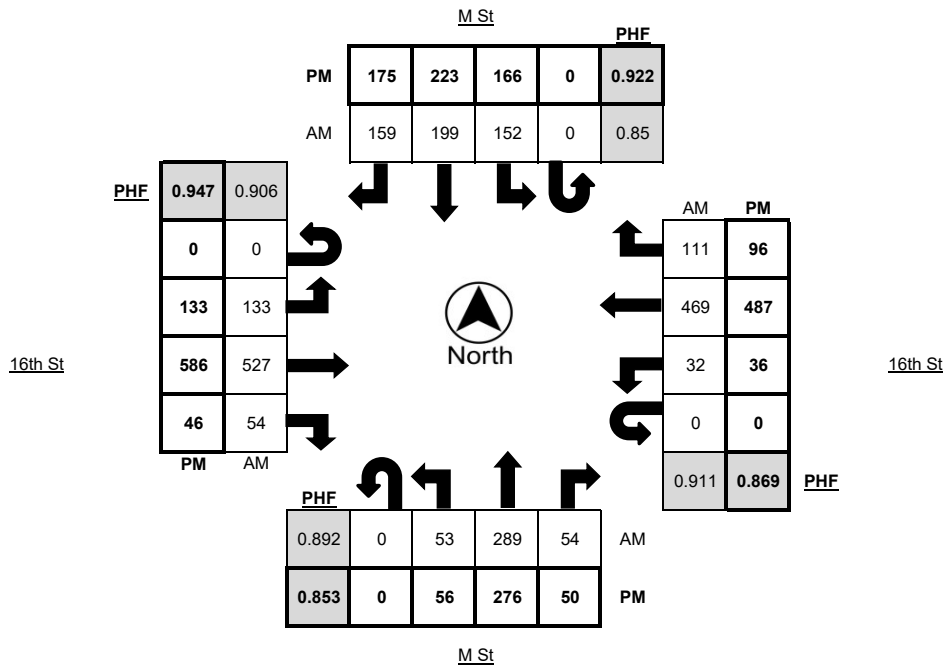 M St
PHF
PM 175 223 166 0 0.922
AM 159 199 152 0 0.85
PHF 0.947 0.906
AM PM
0 0
111 96
133 133
469 487
North
16th St
586 527
32 36
16th St
46 54
0 0
PM AM
0.911 0.869 PHF
PHF
0.892 0 53 289 54 AM
0.853 0 56 276 50 PM
M St